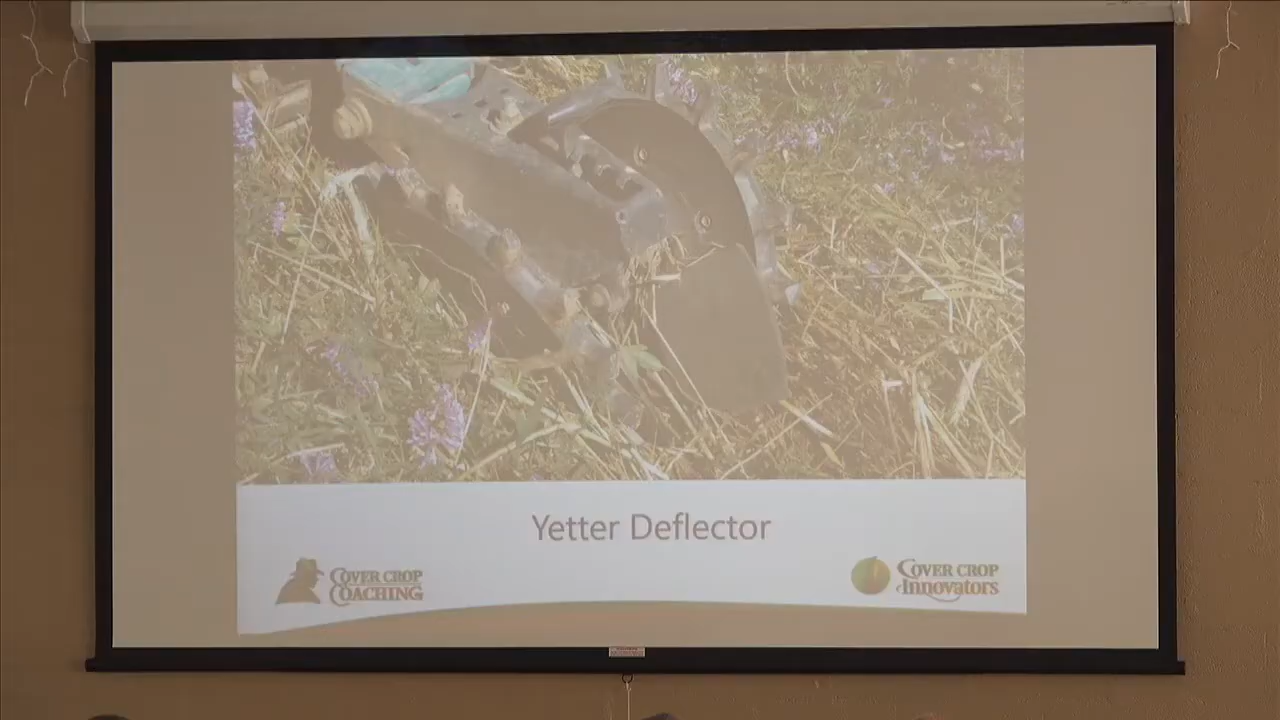 Yetter Deflector
COVER CROP
COACHING
COVER CROP
INNOVATORS